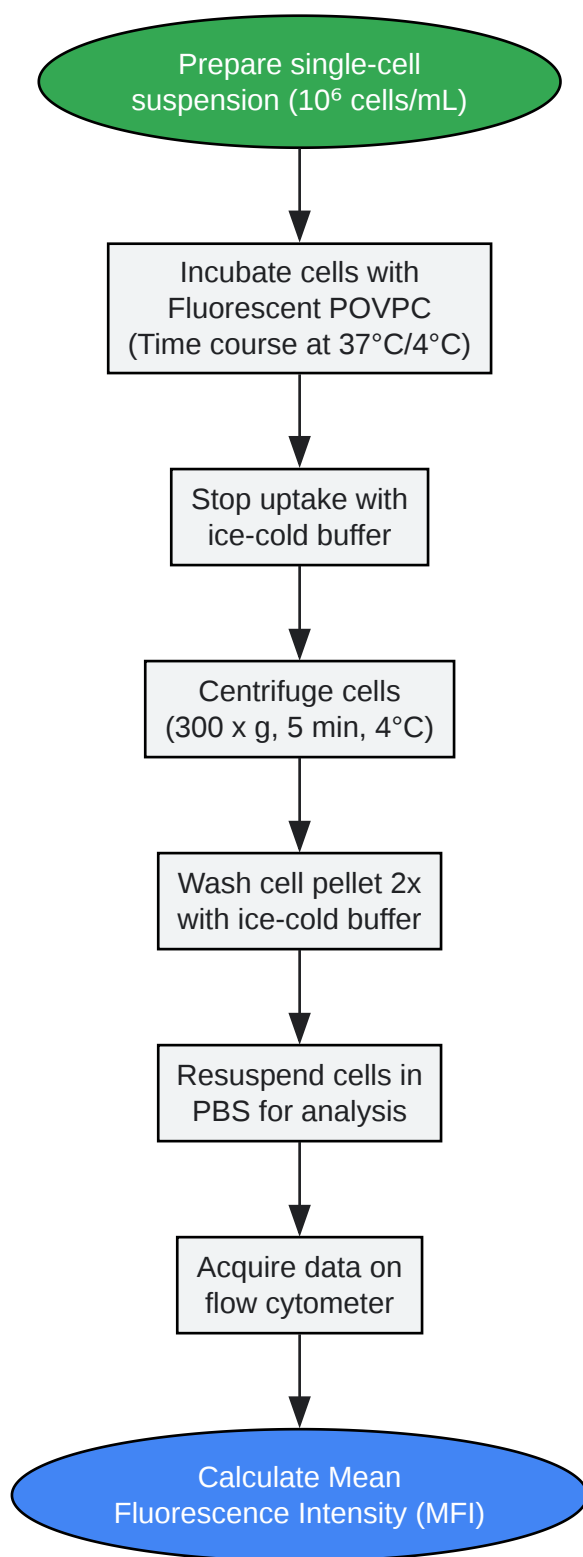 Prepare single-cell
suspension (10⁶ cells/mL)
Incubate cells with
Fluorescent POVPC
(Time course at 37°C/4°C)
Stop uptake with
ice-cold buffer
Centrifuge cells
(300 x g, 5 min, 4°C)
Wash cell pellet 2x
with ice-cold buffer
Resuspend cells in
PBS for analysis
Acquire data on
flow cytometer
Calculate Mean
Fluorescence Intensity (MFI)